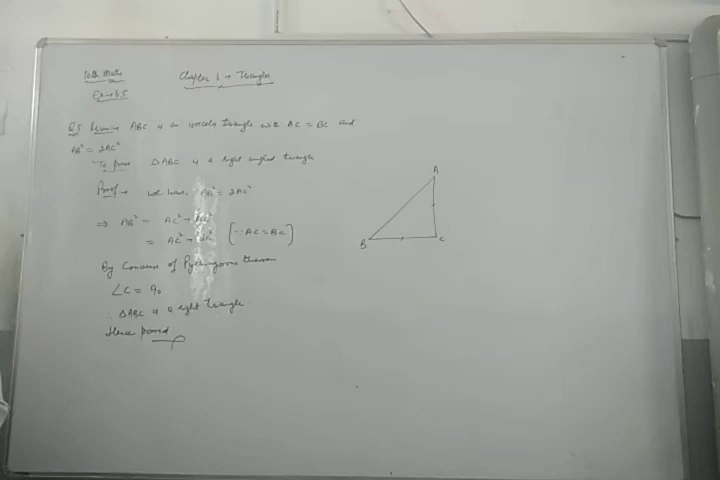 10th Maths
Chapter 6 → Triangles
Ex → 6.5
Q5 Given → ABC is an isosceles triangle with AC = BC and
AB² = 2AC²
To prove ΔABC is a right angled triangle
Proof → we have, AB² = 2AC²
⇒ AB² = AC² + AC²
= AC² + BC² [∵ AC = BC]
By Converse of Pythagoras theorem
∠C = 90
∴ ΔABC is a right triangle
Hence proved
A
B
C